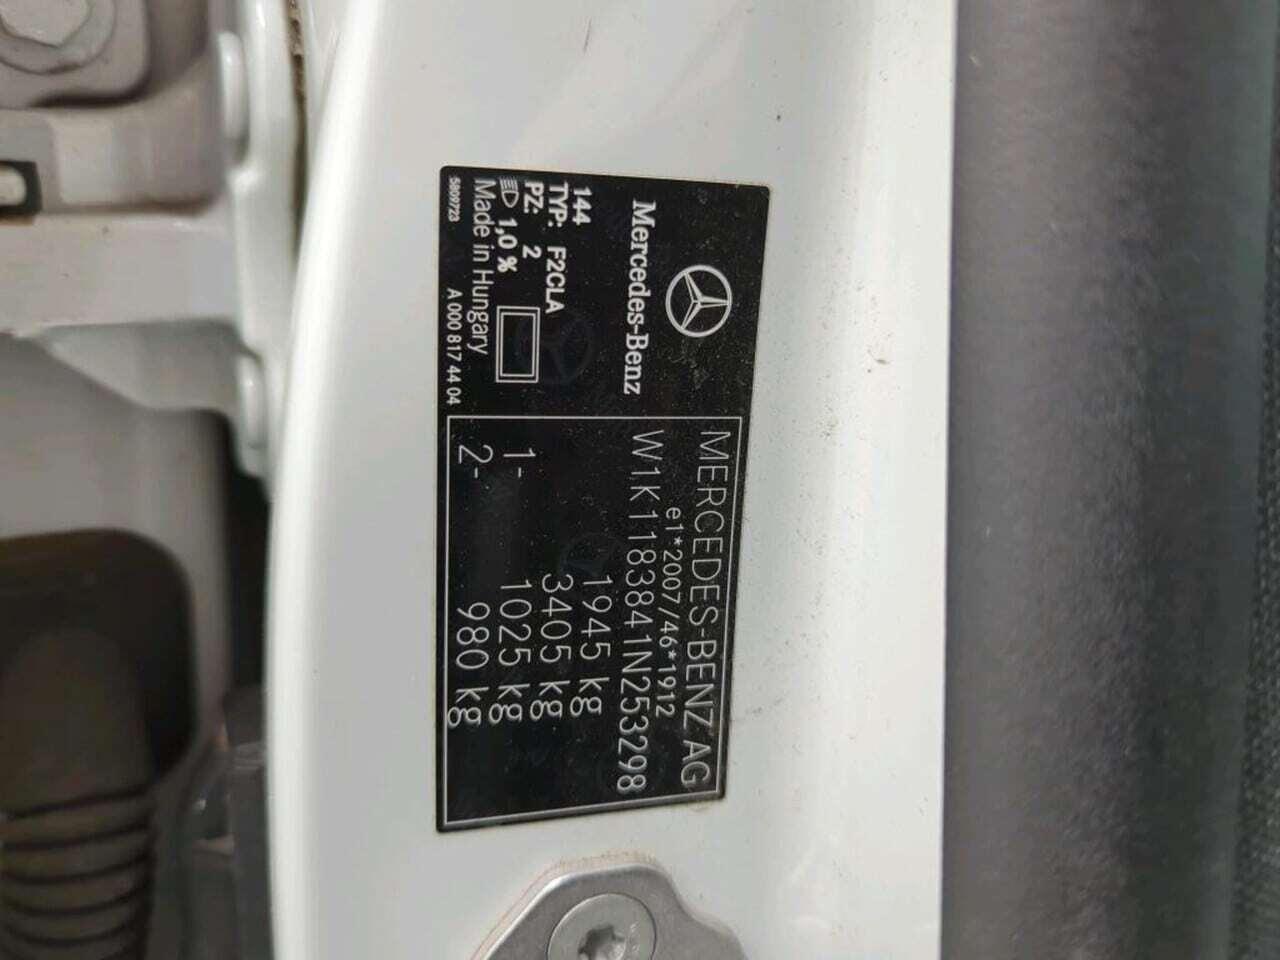 Mercedes-Benz
144
TYP: F2CLA
PZ: 2
1,0 %
Made in Hungary
5809723 A 000 817 44 04
MERCEDES-BENZ AG
e1*2007/46*1912
W1K1183841N253298
1945 kg
3405 kg
1- 1025 kg
2- 980 kg